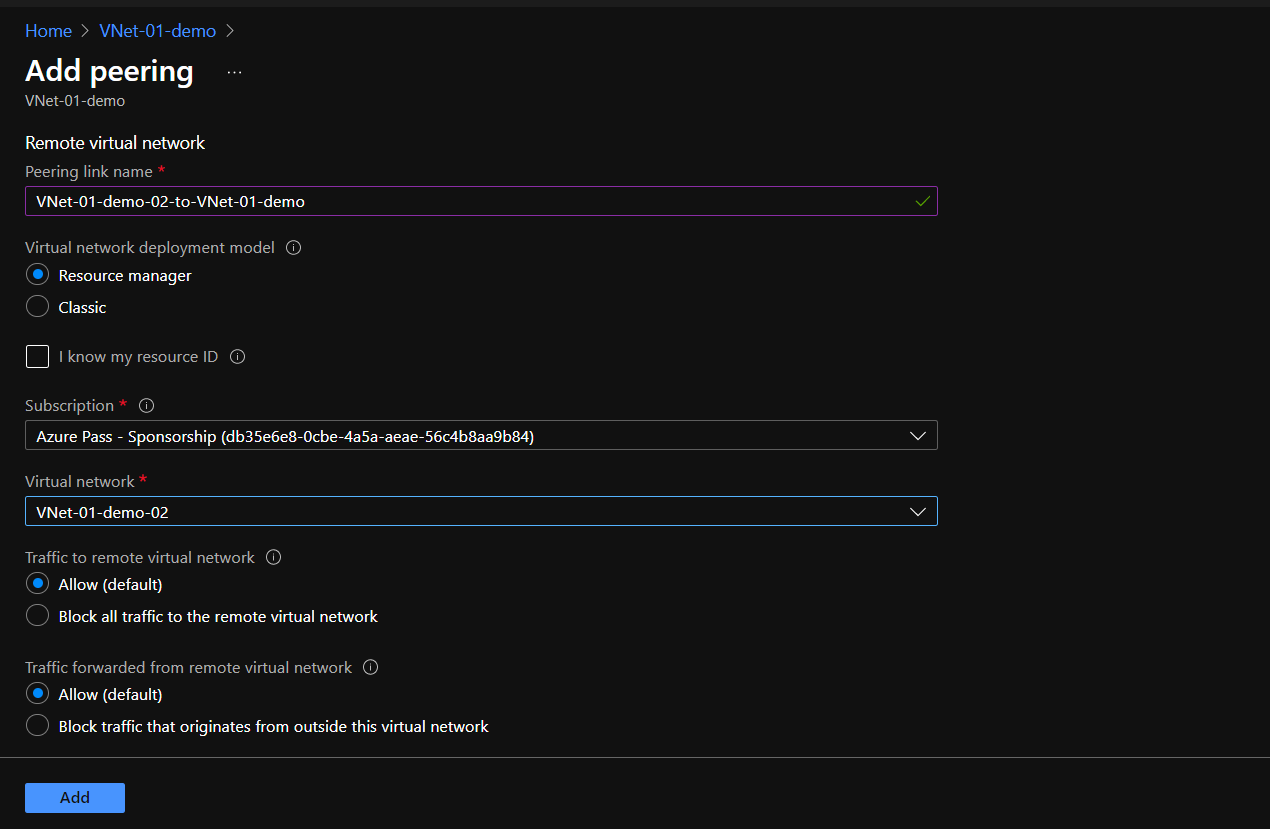 Home > VNet-01-demo >
Add peering ...
VNet-01-demo
Remote virtual network
Peering link name *
VNet-01-demo-02-to-VNet-01-demo
Virtual network deployment model
Resource manager
Classic
I know my resource ID
Subscription *
Azure Pass - Sponsorship (db35e6e8-0cbe-4a5a-aeae-56c4b8aa9b84)
Virtual network *
VNet-01-demo-02
Traffic to remote virtual network
Allow (default)
Block all traffic to the remote virtual network
Traffic forwarded from remote virtual network
Allow (default)
Block traffic that originates from outside this virtual network
Add